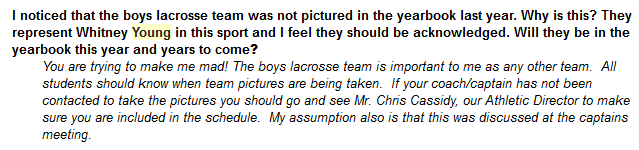 I noticed that the boys lacrosse team was not pictured in the yearbook last year. Why is this? They
represent Whitney Young in this sport and I feel they should be acknowledged. Will they be in the
yearbook this year and years to come?
You are trying to make me mad! The boys lacrosse team is important to me as any other team. All
students should know when team pictures are being taken. If your coach/captain has not been
contacted to take the pictures you should go and see Mr. Chris Cassidy, our Athletic Director to make
sure you are included in the schedule. My assumption also is that this was discussed at the captains
meeting.